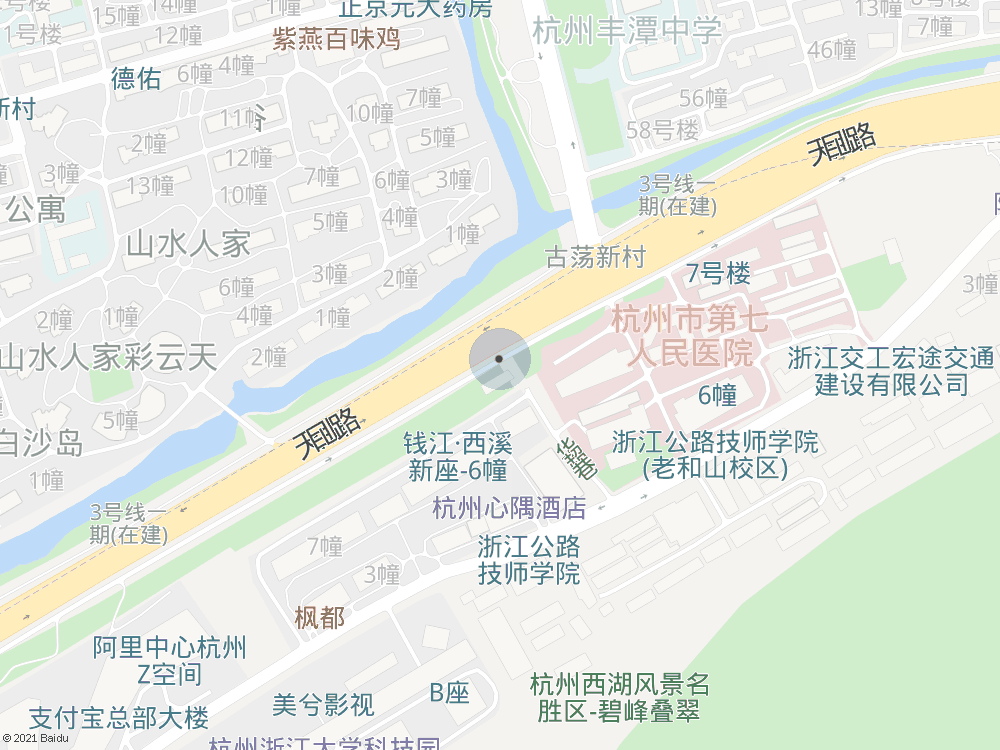 正京元大药房
紫燕百味鸡
杭州丰潭中学
1号楼
12幢
13幢
7幢
46幢
6幢
4幢
德佑
新村
56幢
58号楼
10幢
7幢
5幢
11幢
2幢
12幢
3幢
13幢
10幢
7幢
6幢
3幢
天目山路
3号线一
期(在建)
公寓
山水人家
5幢
4幢
1幢
古荡新村
7号楼
3幢
2幢
6幢
4幢
1幢
3幢
杭州市第七
人民医院
2幢
1幢
2幢
山水人家彩云天
浙江交工宏途交通
建设有限公司
6幢
5幢
天目山路
白沙岛
钱江·西溪
新座-6幢
华超巷
浙江公路技师学院
(老和山校区)
1幢
杭州心隅酒店
3号线一
期(在建)
7幢
3幢
浙江公路
技师学院
枫都
阿里中心杭州
Z空间
支付宝总部大楼
美兮影视
B座
杭州西湖风景名
胜区-碧峰叠翠
杭州浙江大学科技园
© 2021 Baidu